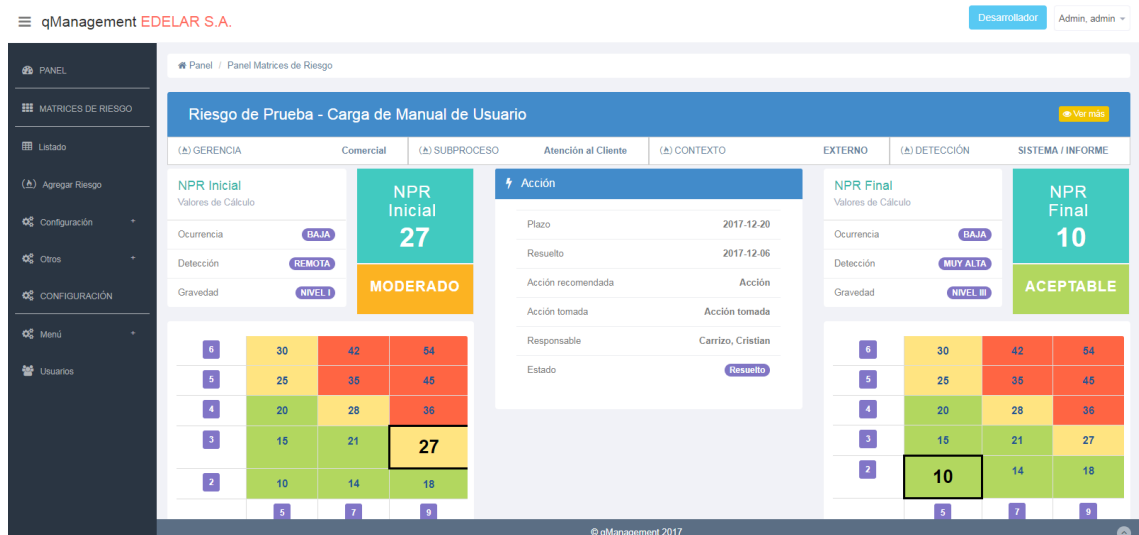 qManagement EDELAR S.A.
Desarrollador
Admin, admin
PANEL
MATRICES DE RIESGO
Listado
Agregar Riesgo
Configuración +
Otros +
CONFIGURACIÓN
Menú +
Usuarios
Panel / Panel Matrices de Riesgo
Riesgo de Prueba - Carga de Manual de Usuario
Ver más
GERENCIA Comercial
SUBPROCESO Atención al Cliente
CONTEXTO EXTERNO
DETECCIÓN SISTEMA / INFORME
NPR Inicial
Valores de Cálculo
Ocurrencia BAJA
Detección REMOTA
Gravedad NIVEL I
NPR
Inicial
27
MODERADO
6 30 42 54
5 25 35 45
4 20 28 36
3 15 21 27
2 10 14 18
5 7 9
Acción
Plazo 2017-12-20
Resuelto 2017-12-06
Acción recomendada Acción
Acción tomada Acción tomada
Responsable Carrizo, Cristian
Estado Resuelto
NPR Final
Valores de Cálculo
Ocurrencia BAJA
Detección MUY ALTA
Gravedad NIVEL III
NPR
Final
10
ACEPTABLE
6 30 42 54
5 25 35 45
4 20 28 36
3 15 21 27
2 10 14 18
5 7 9
© qManagement 2017